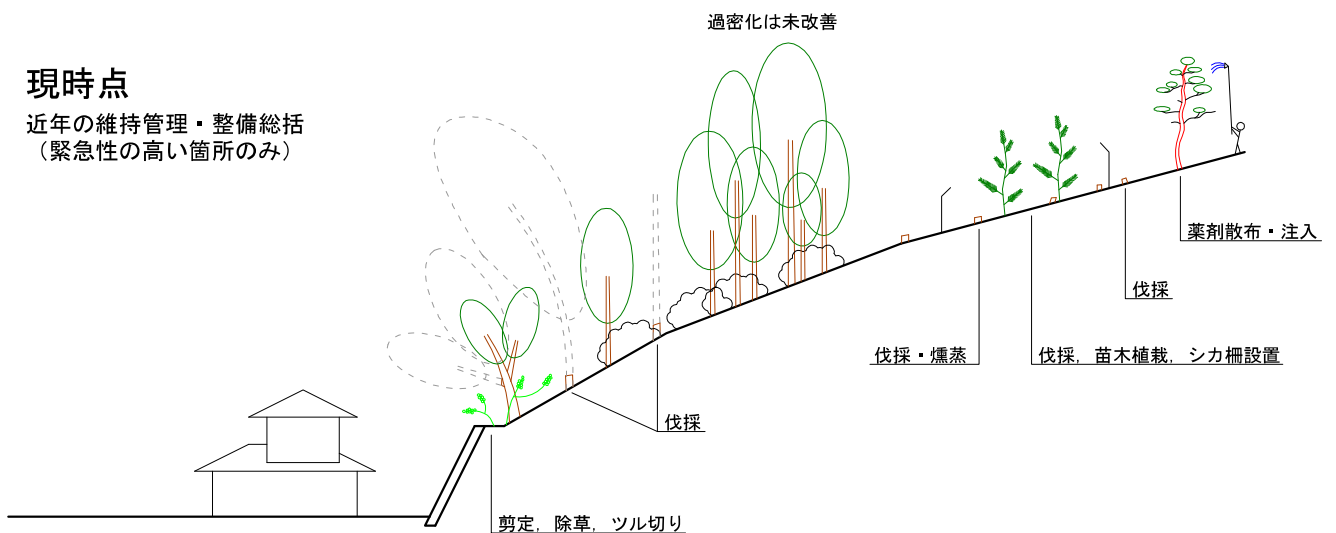 過密化は未改善
現時点
近年の維持管理・整備総括
（緊急性の高い箇所のみ）
薬剤散布・注入
伐採
伐採・燻蒸
伐採，苗木植栽，シカ柵設置
伐採
剪定，除草，ツル切り